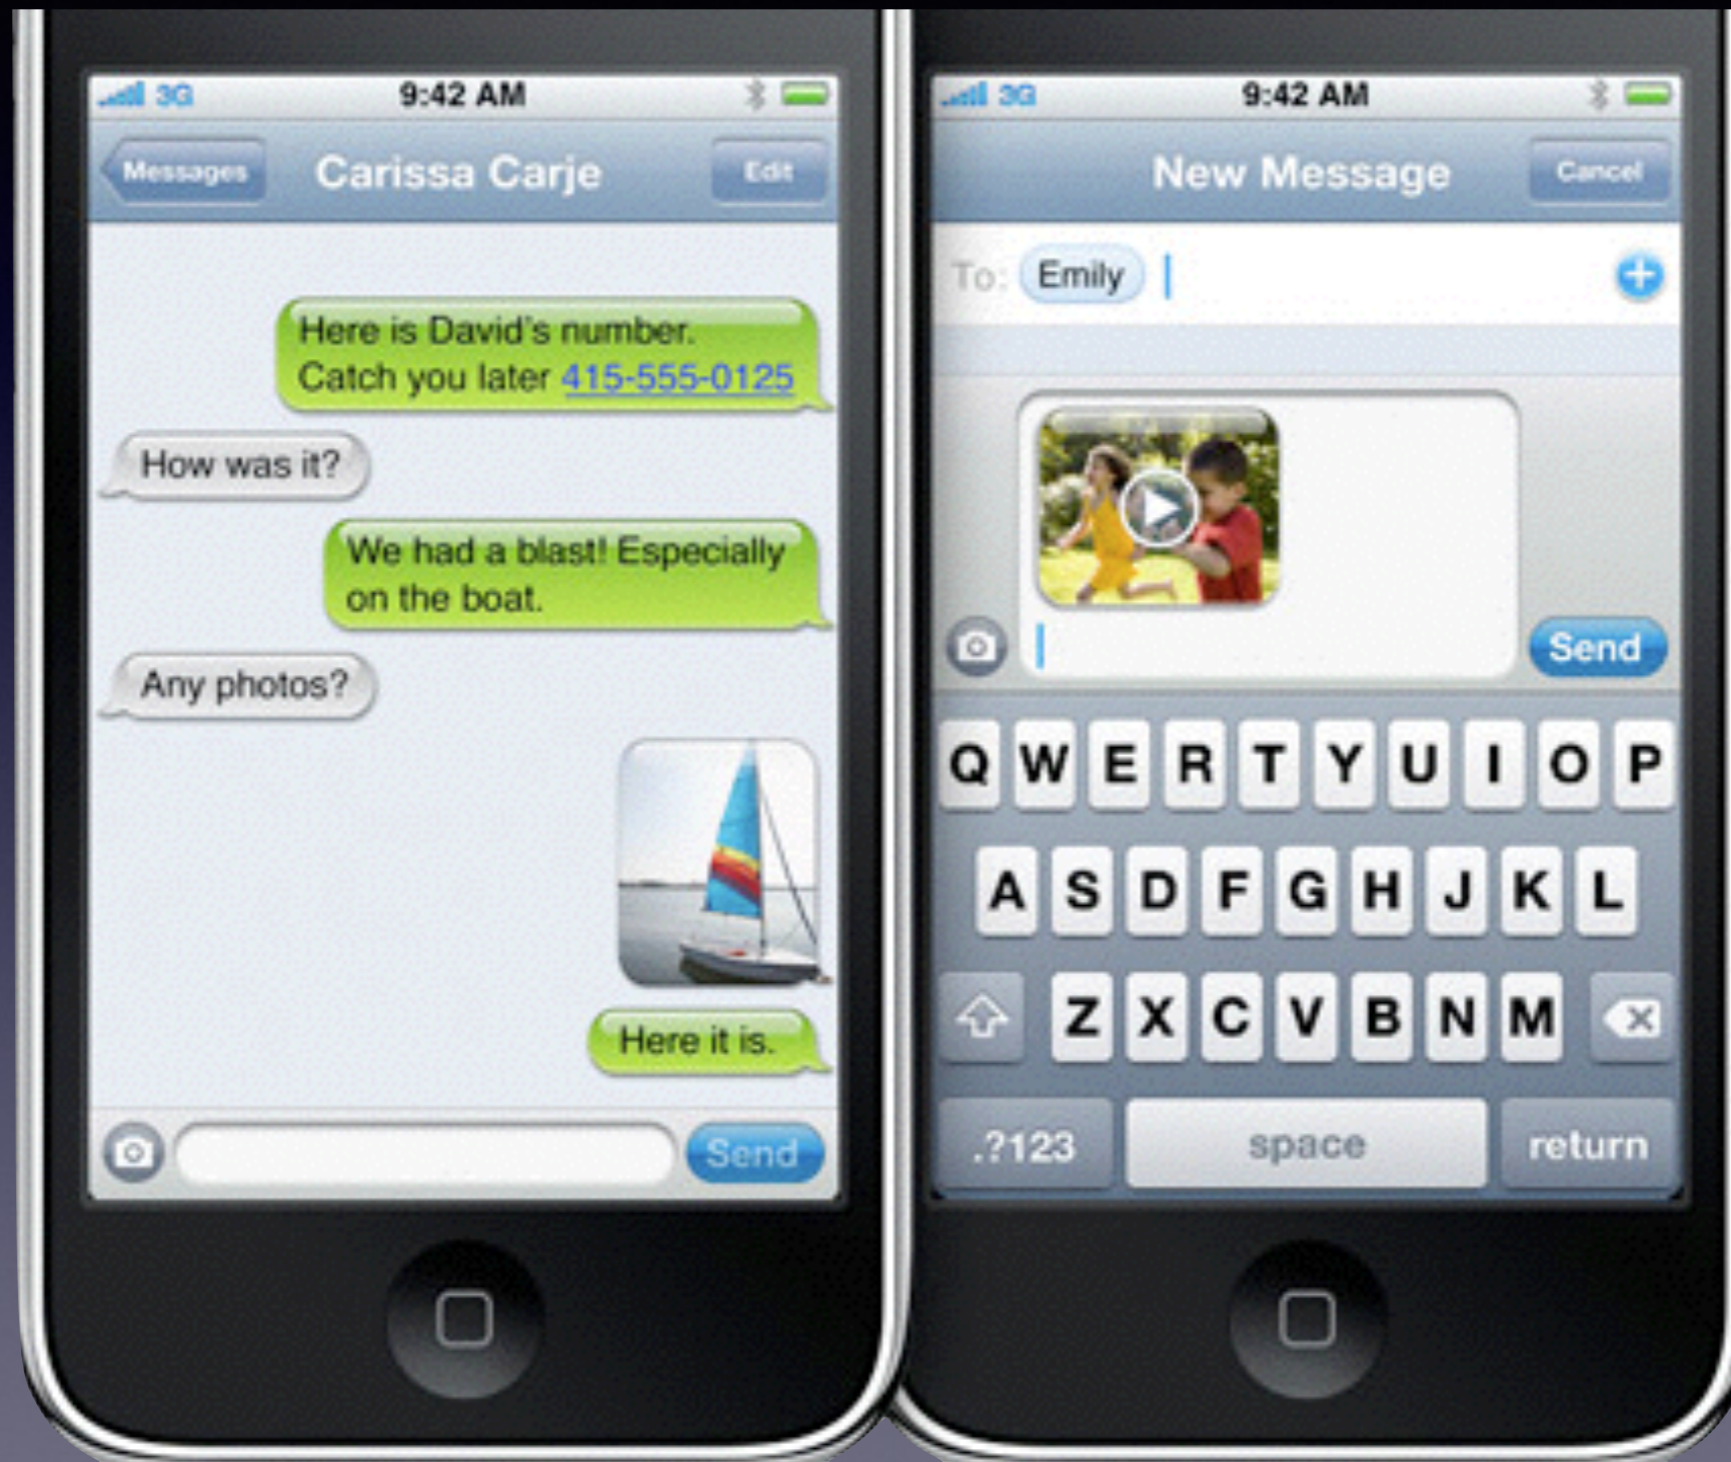 3G 9:42 AM
Messages Carissa Carje Edit
Here is David's number.
Catch you later 415-555-0125
How was it?
We had a blast! Especially
on the boat.
Any photos?
Here it is.
Send
3G 9:42 AM
New Message Cancel
To: Emily
Send
Q W E R T Y U I O P
A S D F G H J K L
Z X C V B N M
.?123 space return